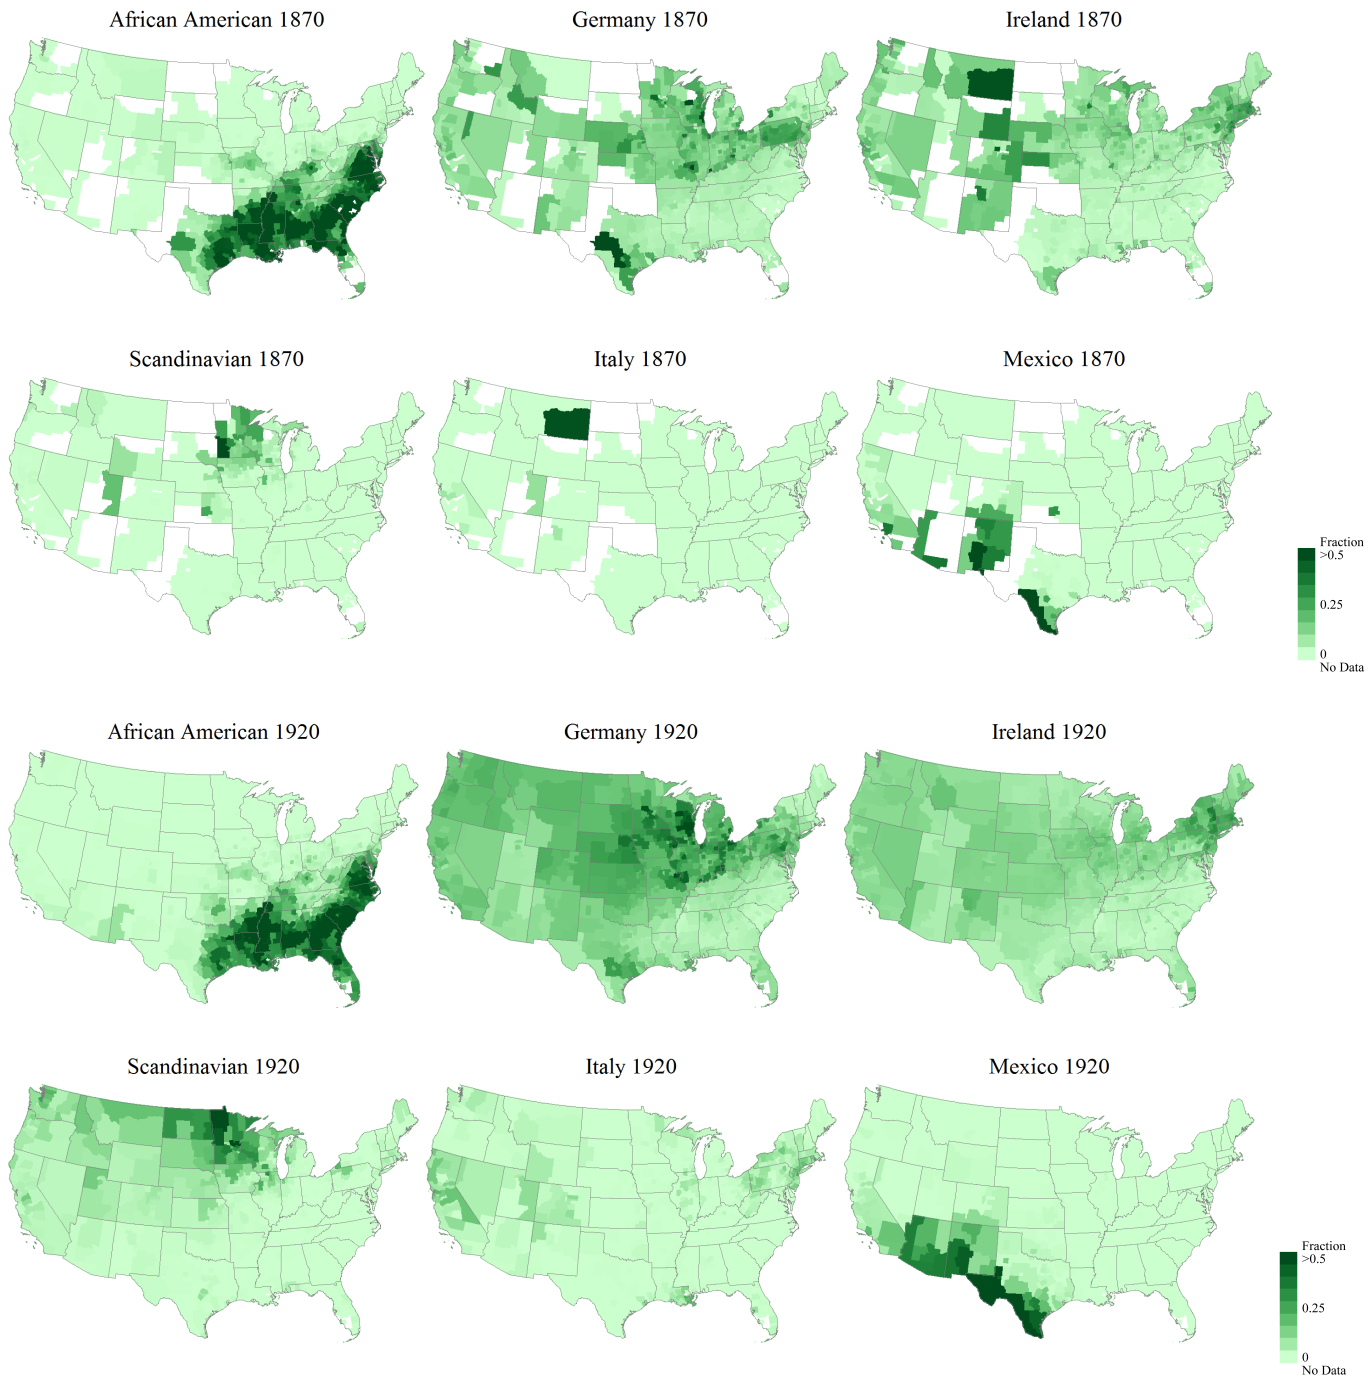 African American 1870
Germany 1870
Ireland 1870
Scandinavian 1870
Italy 1870
Mexico 1870
Fraction
>0.5
0.25
0
No Data
African American 1920
Germany 1920
Ireland 1920
Scandinavian 1920
Italy 1920
Mexico 1920
Fraction
>0.5
0.25
0
No Data